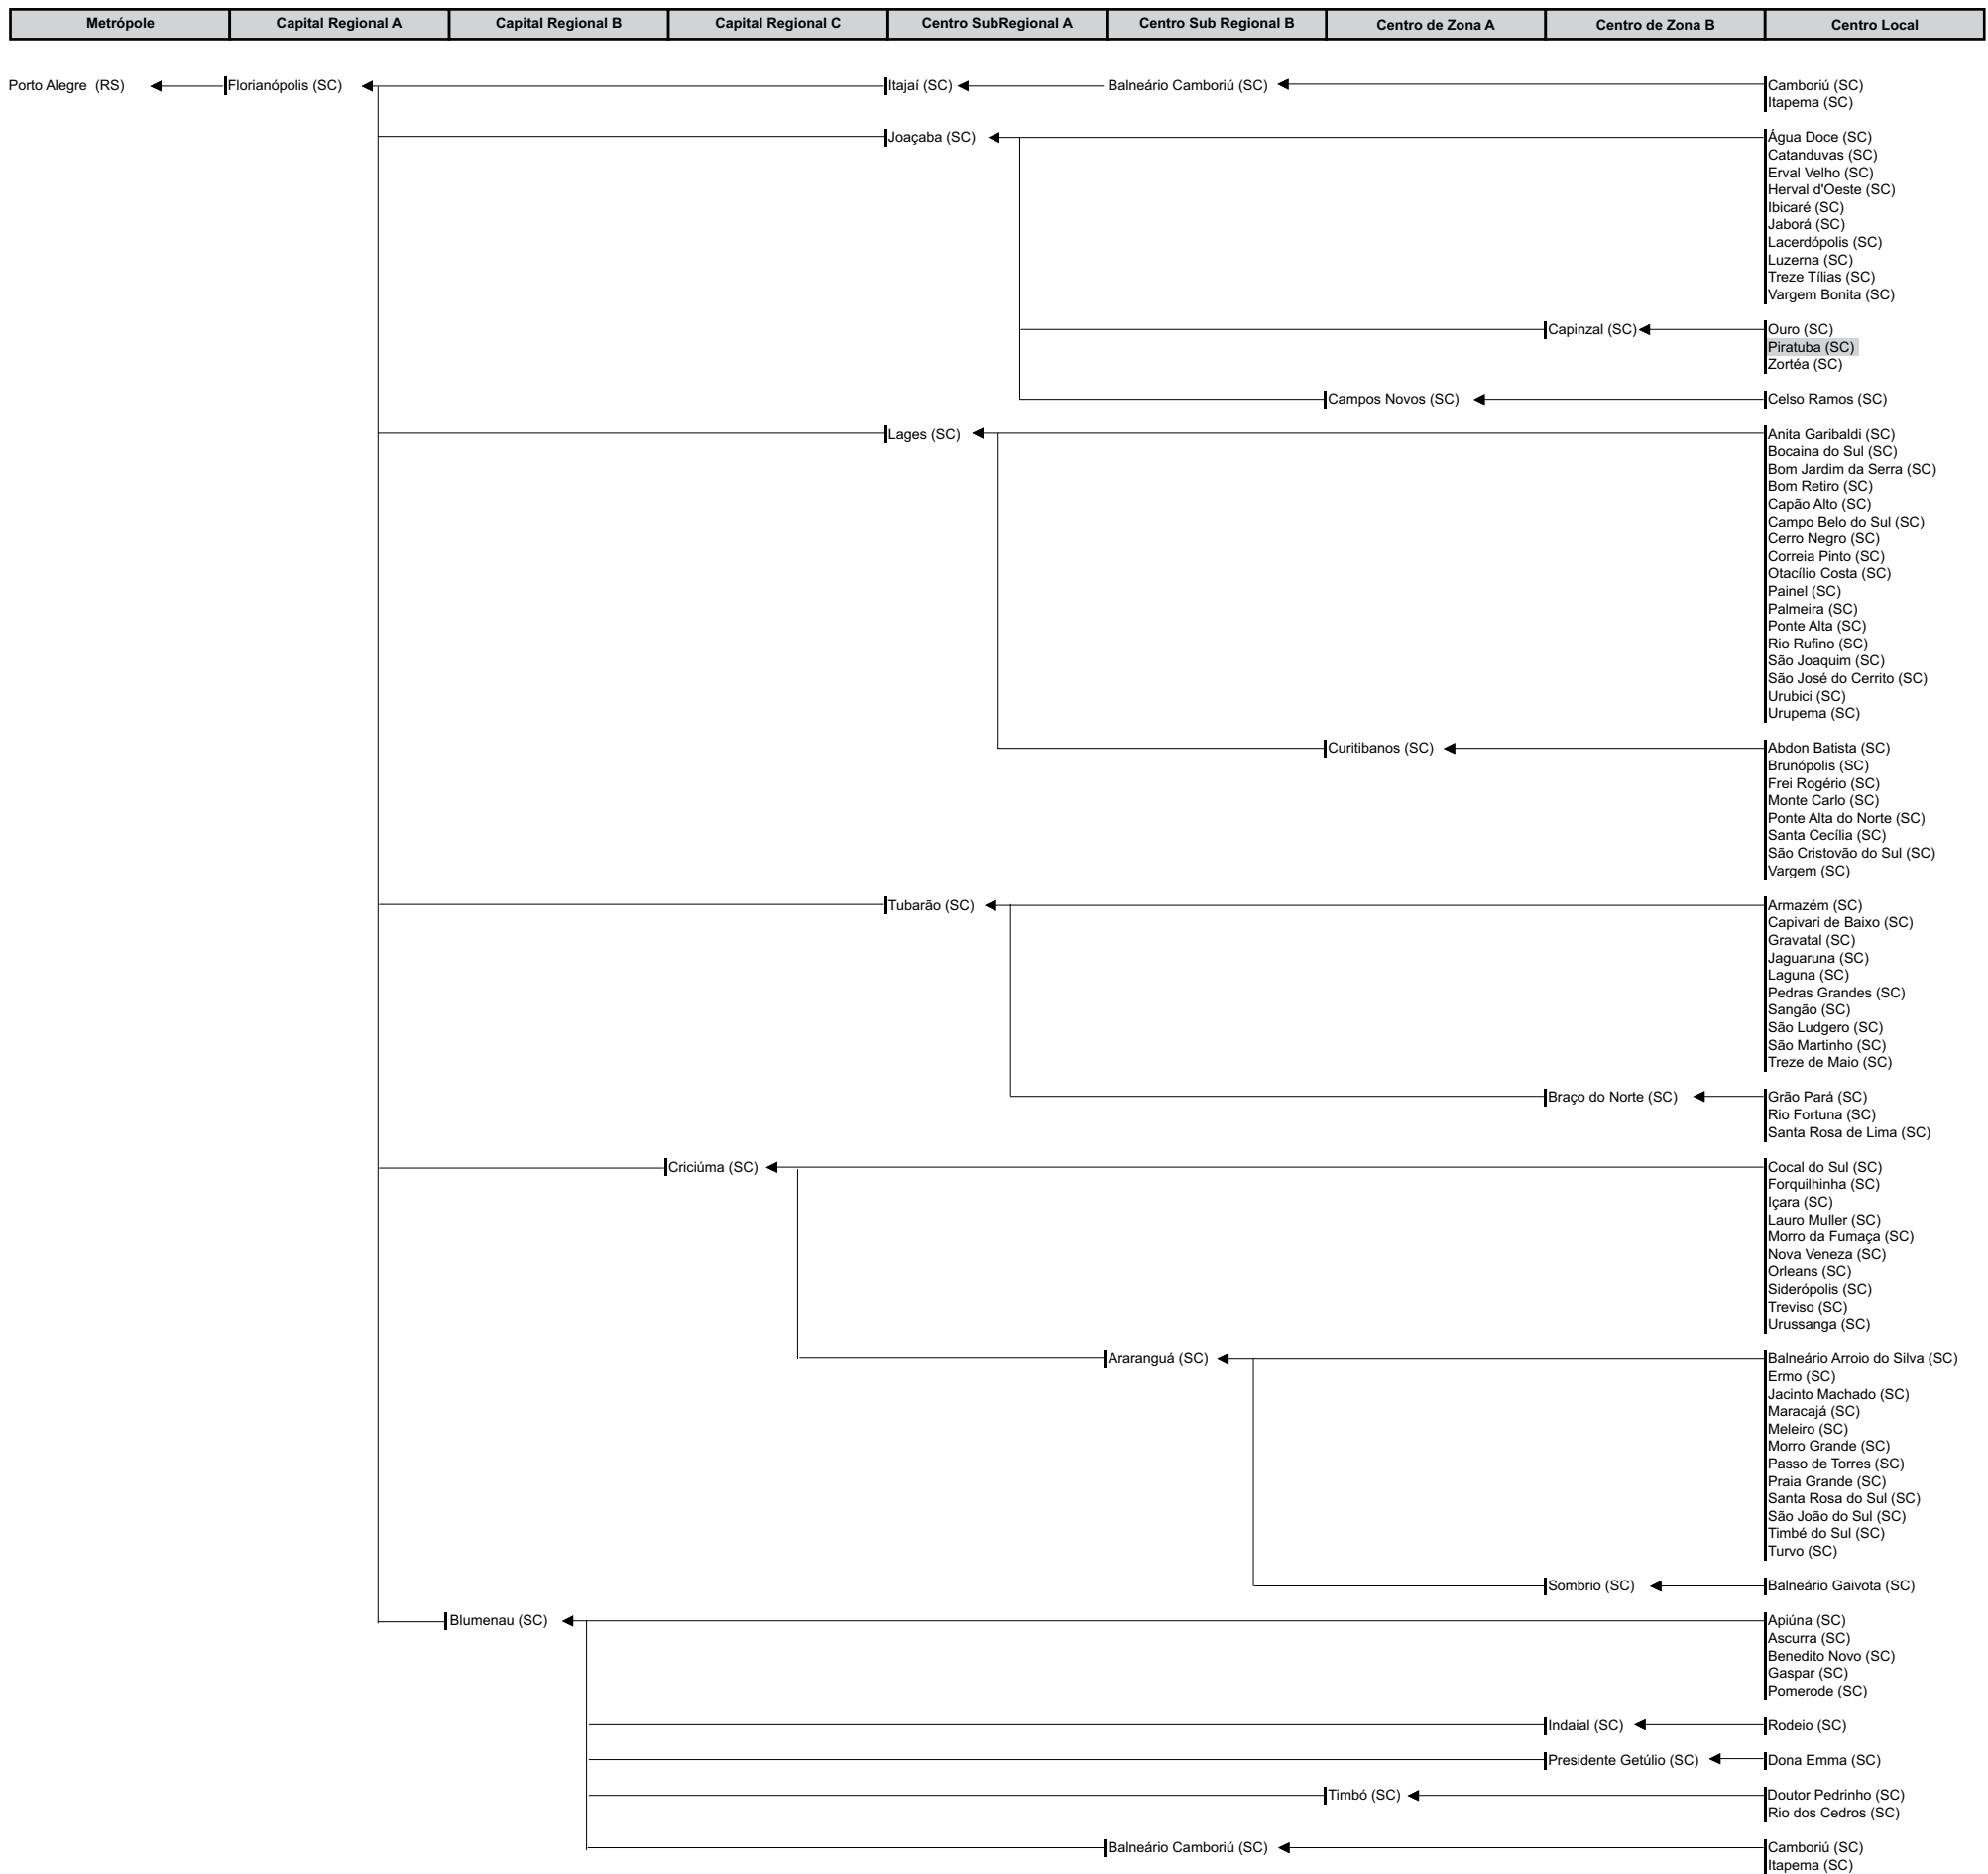 Metrópole Capital Regional A Capital Regional B Capital Regional C Centro SubRegional A Centro Sub Regional B Centro de Zona A Centro de Zona B Centro Local
Porto Alegre (RS) Florianópolis (SC) Itajaí (SC) Balneário Camboriú (SC) Camboriú (SC)
Itapema (SC)
Joaçaba (SC) Água Doce (SC)
Catanduvas (SC)
Erval Velho (SC)
Herval d'Oeste (SC)
Ibicaré (SC)
Jaborá (SC)
Lacerdópolis (SC)
Luzerna (SC)
Treze Tílias (SC)
Vargem Bonita (SC)
Capinzal (SC) Ouro (SC)
Piratuba (SC)
Zortéa (SC)
Campos Novos (SC) Celso Ramos (SC)
Lages (SC) Anita Garibaldi (SC)
Bocaina do Sul (SC)
Bom Jardim da Serra (SC)
Bom Retiro (SC)
Capão Alto (SC)
Campo Belo do Sul (SC)
Cerro Negro (SC)
Correia Pinto (SC)
Otacílio Costa (SC)
Painel (SC)
Palmeira (SC)
Ponte Alta (SC)
Rio Rufino (SC)
São Joaquim (SC)
São José do Cerrito (SC)
Urubici (SC)
Urupema (SC)
Curitibanos (SC) Abdon Batista (SC)
Brunópolis (SC)
Frei Rogério (SC)
Monte Carlo (SC)
Ponte Alta do Norte (SC)
Santa Cecília (SC)
São Cristovão do Sul (SC)
Vargem (SC)
Tubarão (SC) Armazém (SC)
Capivari de Baixo (SC)
Gravatal (SC)
Jaguaruna (SC)
Laguna (SC)
Pedras Grandes (SC)
Sangão (SC)
São Ludgero (SC)
São Martinho (SC)
Treze de Maio (SC)
Braço do Norte (SC) Grão Pará (SC)
Rio Fortuna (SC)
Santa Rosa de Lima (SC)
Criciúma (SC) Cocal do Sul (SC)
Forquilhinha (SC)
Içara (SC)
Lauro Muller (SC)
Morro da Fumaça (SC)
Nova Veneza (SC)
Orleans (SC)
Siderópolis (SC)
Treviso (SC)
Urussanga (SC)
Araranguá (SC) Balneário Arroio do Silva (SC)
Ermo (SC)
Jacinto Machado (SC)
Maracajá (SC)
Meleiro (SC)
Morro Grande (SC)
Passo de Torres (SC)
Praia Grande (SC)
Santa Rosa do Sul (SC)
São João do Sul (SC)
Timbé do Sul (SC)
Turvo (SC)
Sombrio (SC) Balneário Gaivota (SC)
Blumenau (SC) Apiúna (SC)
Ascurra (SC)
Benedito Novo (SC)
Gaspar (SC)
Pomerode (SC)
Indaial (SC) Rodeio (SC)
Presidente Getúlio (SC) Dona Emma (SC)
Timbó (SC) Doutor Pedrinho (SC)
Rio dos Cedros (SC)
Balneário Camboriú (SC) Camboriú (SC)
Itapema (SC)